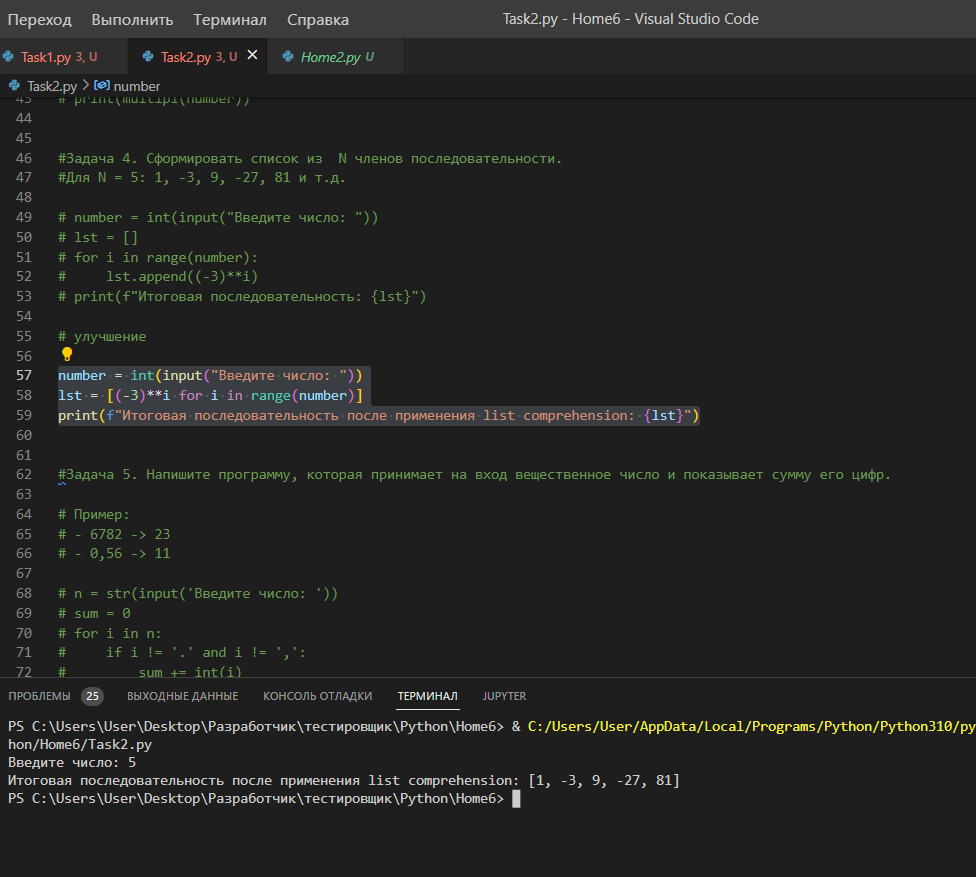 Переход Выполнить Терминал Справка Task2.py - Home6 - Visual Studio Code
Task1.py 3, U Task2.py 3, U Home2.py U
Task2.py > number
43 # print(multipl(number))
44
45
46 #Задача 4. Сформировать список из  N членов последовательности.
47 #Для N = 5: 1, -3, 9, -27, 81 и т.д.
48
49 # number = int(input("Введите число: "))
50 # lst = []
51 # for i in range(number):
52 #     lst.append((-3)**i)
53 # print(f"Итоговая последовательность: {lst}")
54
55 # улучшение
56
57 number = int(input("Введите число: "))
58 lst = [(-3)**i for i in range(number)]
59 print(f"Итоговая последовательность после применения list comprehension: {lst}")
60
61
62 #Задача 5. Напишите программу, которая принимает на вход вещественное число и показывает сумму его цифр.
63
64 # Пример:
65 # - 6782 -> 23
66 # - 0,56 -> 11
67
68 # n = str(input('Введите число: '))
69 # sum = 0
70 # for i in n:
71 #     if i != '.' and i != ',':
72 #         sum += int(i)
ПРОБЛЕМЫ 25 ВЫХОДНЫЕ ДАННЫЕ КОНСОЛЬ ОТЛАДКИ ТЕРМИНАЛ JUPYTER
PS C:\Users\User\Desktop\Разработчик\тестировщик\Python\Home6> & C:/Users/User/AppData/Local/Programs/Python/Python310/py
hon/Home6/Task2.py
Введите число: 5
Итоговая последовательность после применения list comprehension: [1, -3, 9, -27, 81]
PS C:\Users\User\Desktop\Разработчик\тестировщик\Python\Home6>